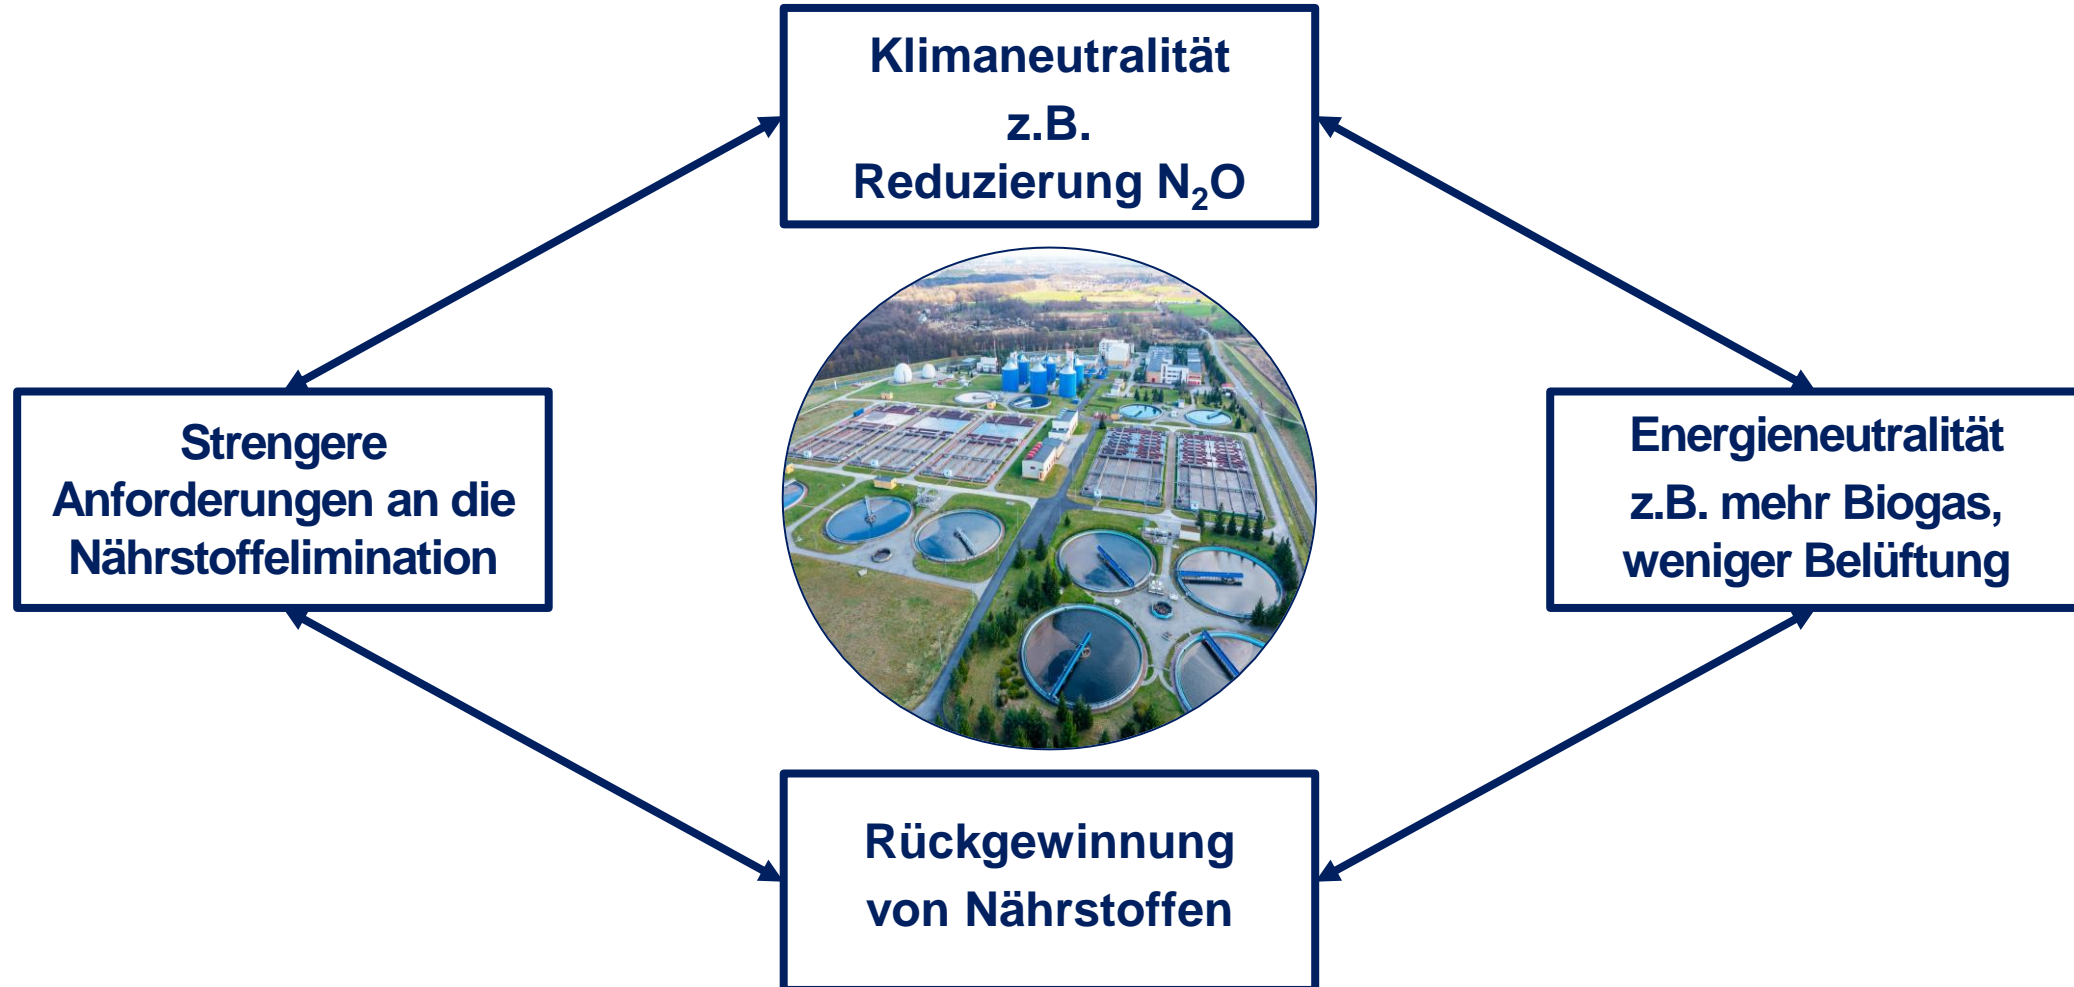 Klimaneutralität
z.B.
Reduzierung N₂O
Strengere
Anforderungen an die
Nährstoffelimination
Energieneutralität
z.B. mehr Biogas,
weniger Belüftung
Rückgewinnung
von Nährstoffen